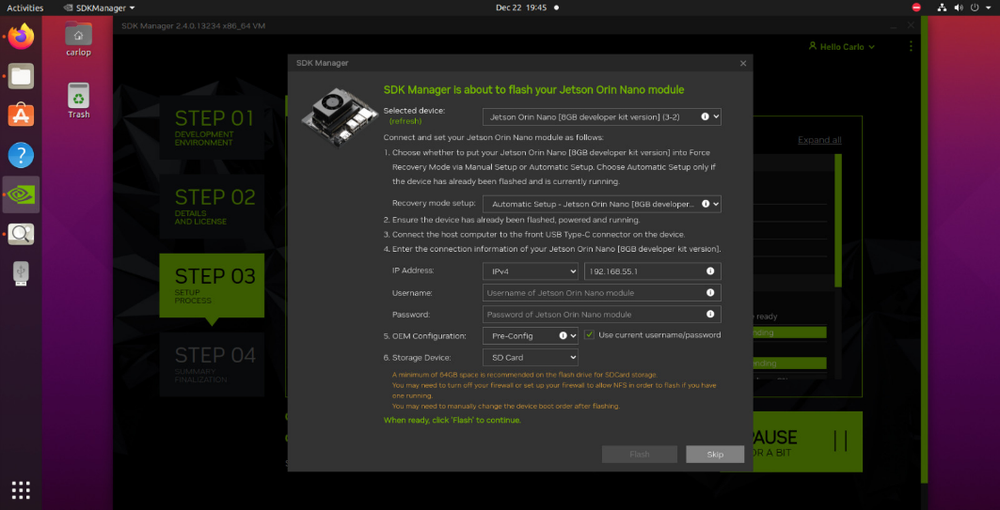 Activities
SDKManager
Dec 22 19:45
carlop
Trash
SDK Manager 2.4.0.13234 x86_64 VM
Hello Carlo
STEP 01
DEVELOPMENT
ENVIRONMENT
STEP 02
DETAILS
AND LICENSE
STEP 03
SETUP
PROCESS
STEP 04
SUMMARY
FINALIZATION
Expand all
SDK Manager
SDK Manager is about to flash your Jetson Orin Nano module
Selected device:
(refresh)
Jetson Orin Nano [8GB developer kit version] (3-2)
Connect and set your Jetson Orin Nano module as follows:
1. Choose whether to put your Jetson Orin Nano [8GB developer kit version] into Force
Recovery Mode via Manual Setup or Automatic Setup. Choose Automatic Setup only if
the device has already been flashed and is currently running.
Recovery mode setup: Automatic Setup - Jetson Orin Nano [8GB developer...
2. Ensure the device has already been flashed, powered and running.
3. Connect the host computer to the front USB Type-C connector on the device.
4. Enter the connection information of your Jetson Orin Nano [8GB developer kit version].
IP Address: IPv4 192.168.55.1
Username: Username of Jetson Orin Nano module
Password: Password of Jetson Orin Nano module
5. OEM Configuration: Pre-Config Use current username/password
6. Storage Device: SD Card
A minimum of 64GB space is recommended on the flash drive for SDCard storage.
You may need to turn off your firewall or set up your firewall to allow NFS in order to flash if you have
one running.
You may need to manually change the device boot order after flashing.
When ready, click 'Flash' to continue.
Flash
Skip
ready
nding
nding
AUSE
OR A BIT